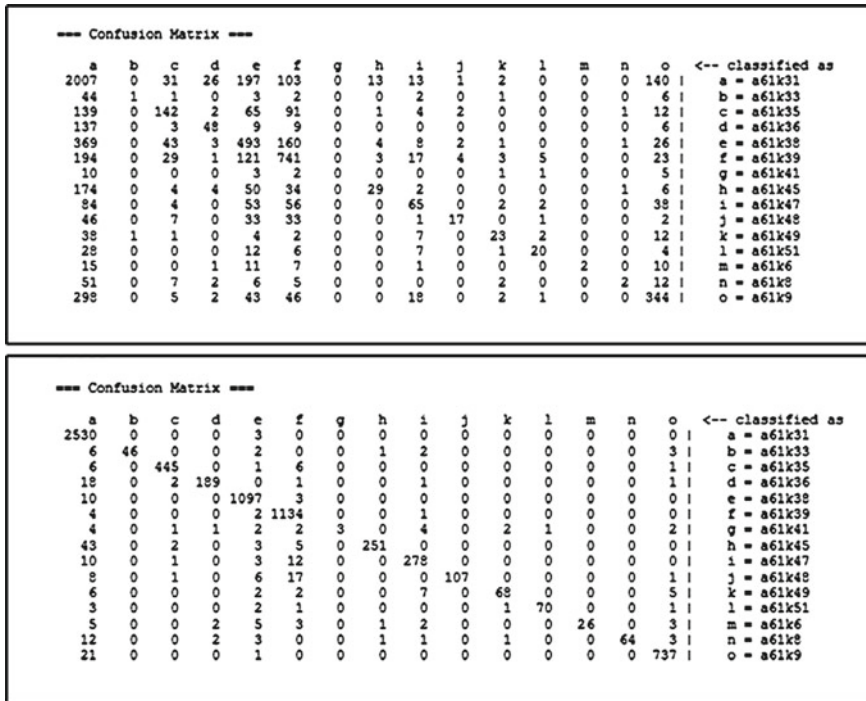 === Confusion Matrix ===
a b c d e f g h i j k l m n o <-- classified as
2007 0 31 26 197 103 0 13 13 1 2 0 0 0 140 | a = a61k31
44 1 1 0 3 2 0 0 2 0 1 0 0 0 6 | b = a61k33
139 0 142 2 65 91 0 1 4 2 0 0 0 1 12 | c = a61k35
137 0 3 48 9 9 0 0 0 0 0 0 0 0 6 | d = a61k36
369 0 43 3 493 160 0 4 8 2 1 0 0 1 26 | e = a61k38
194 0 29 1 121 741 0 3 17 4 3 5 0 0 23 | f = a61k39
10 0 0 0 3 2 0 0 0 0 1 1 0 0 5 | g = a61k41
174 0 4 4 50 34 0 29 2 0 0 0 0 1 6 | h = a61k45
84 0 4 0 53 56 0 0 65 0 2 2 0 0 38 | i = a61k47
46 0 7 0 33 33 0 0 1 17 0 1 0 0 2 | j = a61k48
38 1 1 0 4 2 0 0 7 0 23 2 0 0 12 | k = a61k49
28 0 0 0 12 6 0 0 7 0 1 20 0 0 4 | l = a61k51
15 0 0 1 11 7 0 0 1 0 0 0 2 0 10 | m = a61k6
51 0 7 2 6 5 0 0 0 0 2 0 0 2 12 | n = a61k8
298 0 5 2 43 46 0 0 18 0 2 1 0 0 344 | o = a61k9
=== Confusion Matrix ===
a b c d e f g h i j k l m n o <-- classified as
2530 0 0 0 3 0 0 0 0 0 0 0 0 0 0 | a = a61k31
6 46 0 0 2 0 0 1 2 0 0 0 0 0 3 | b = a61k33
6 0 445 0 1 6 0 0 0 0 0 0 0 0 1 | c = a61k35
18 0 2 189 0 1 0 0 1 0 0 0 0 0 1 | d = a61k36
10 0 0 0 1097 3 0 0 0 0 0 0 0 0 0 | e = a61k38
4 0 0 0 2 1134 0 0 1 0 0 0 0 0 0 | f = a61k39
4 0 1 1 2 2 3 0 4 0 2 1 0 0 2 | g = a61k41
43 0 2 0 3 5 0 251 0 0 0 0 0 0 0 | h = a61k45
10 0 1 0 3 12 0 0 278 0 0 0 0 0 0 | i = a61k47
8 0 1 0 6 17 0 0 0 107 0 0 0 0 1 | j = a61k48
6 0 0 0 2 2 0 0 7 0 68 0 0 0 5 | k = a61k49
3 0 0 0 2 1 0 0 0 0 1 70 0 0 1 | l = a61k51
5 0 0 2 5 3 0 1 2 0 0 0 26 0 3 | m = a61k6
12 0 0 2 3 0 0 1 1 0 1 0 0 64 3 | n = a61k8
21 0 0 0 1 0 0 0 0 0 0 0 0 0 737 | o = a61k9